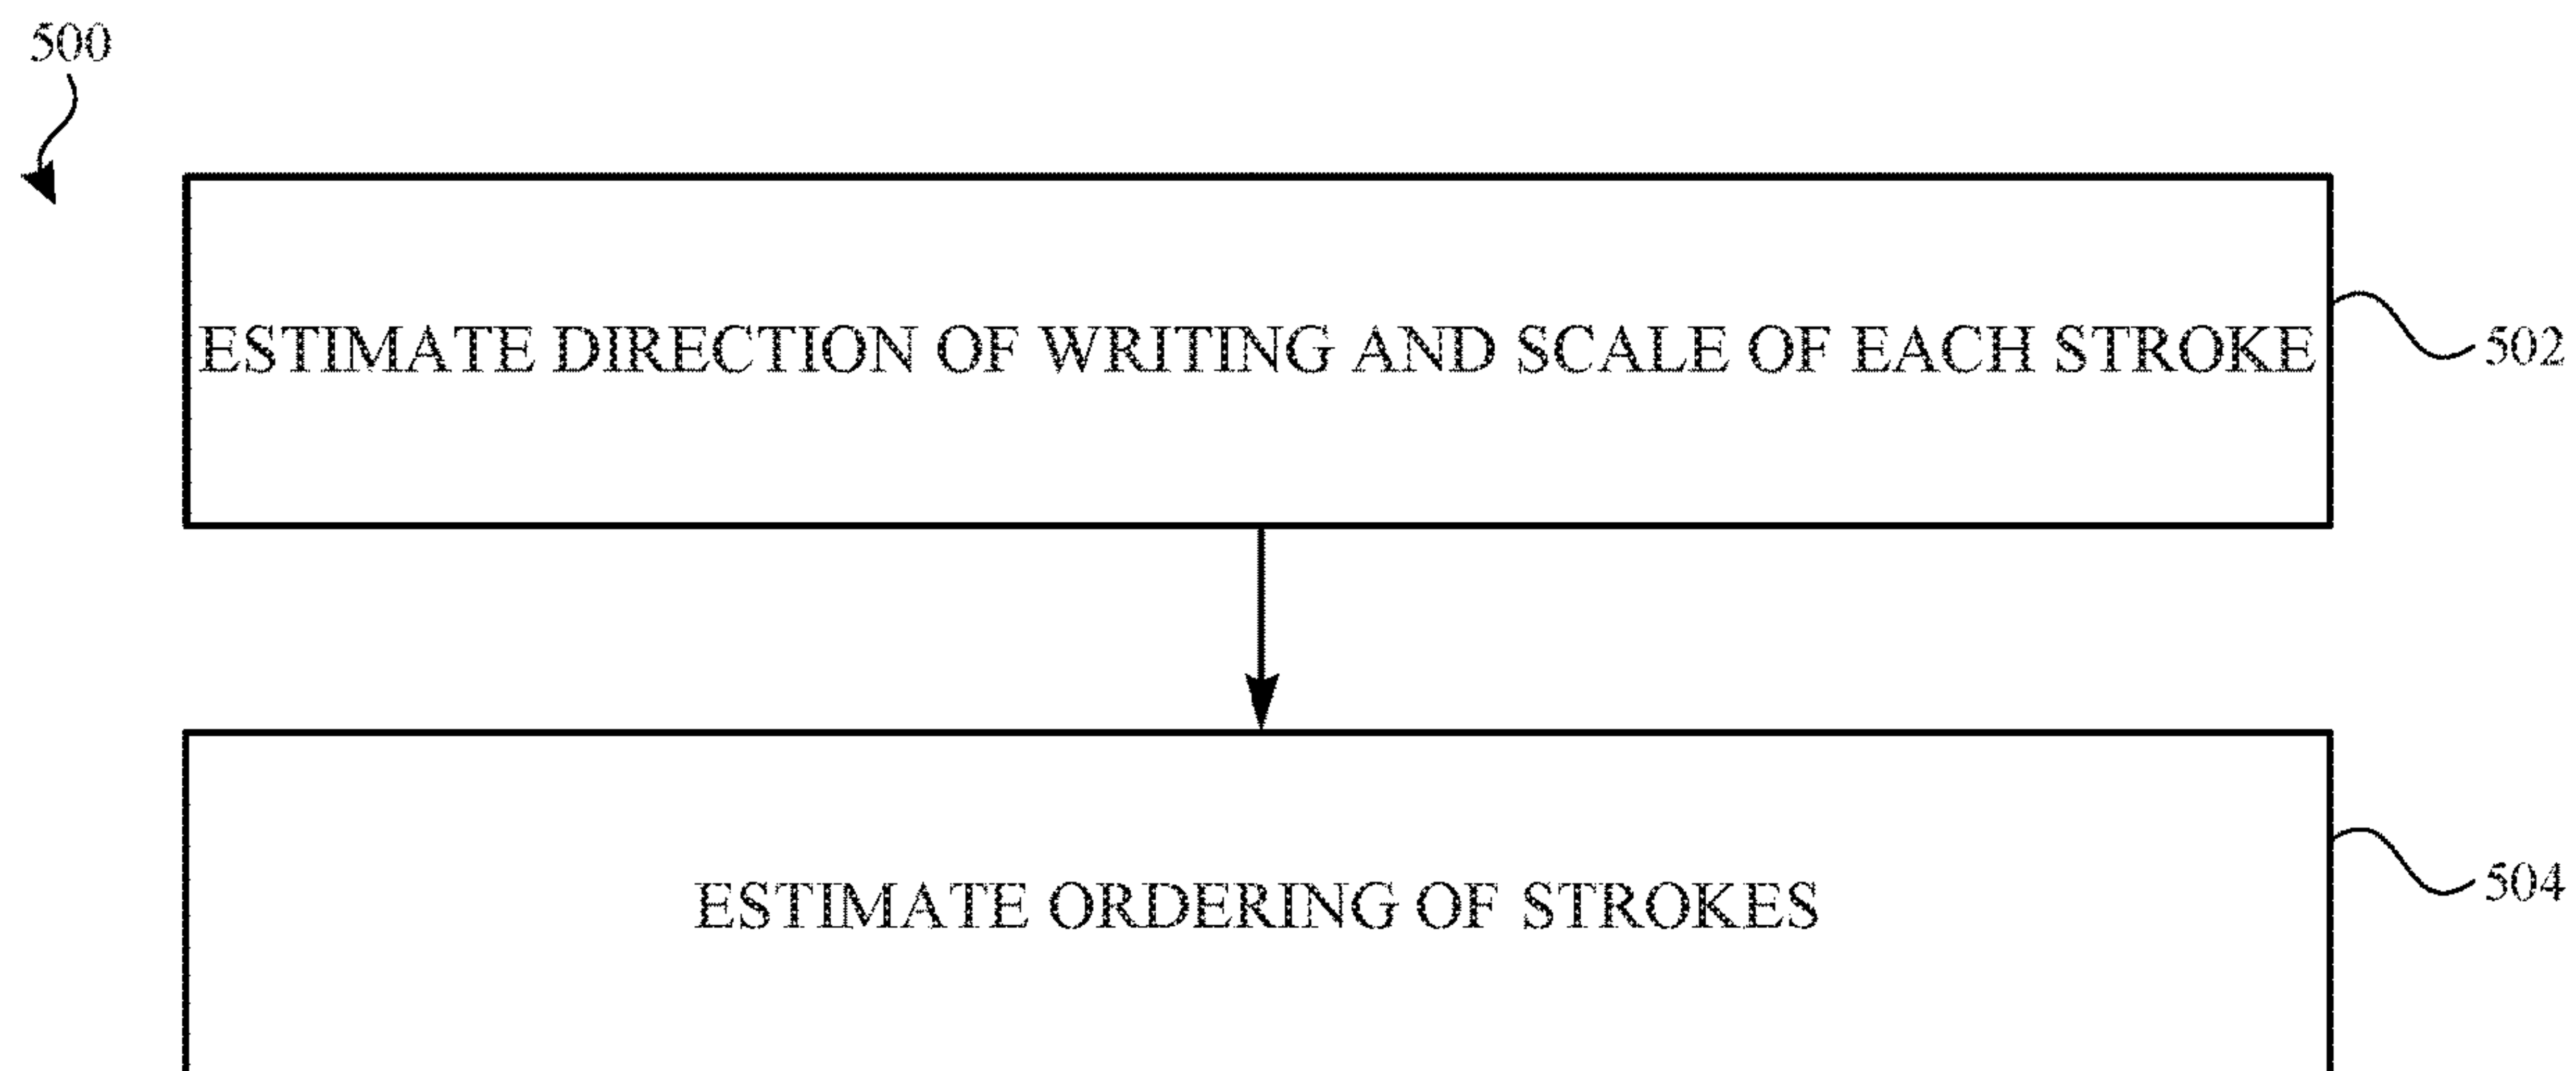 500
ESTIMATE DIRECTION OF WRITING AND SCALE OF EACH STROKE
502
ESTIMATE ORDERING OF STROKES
504